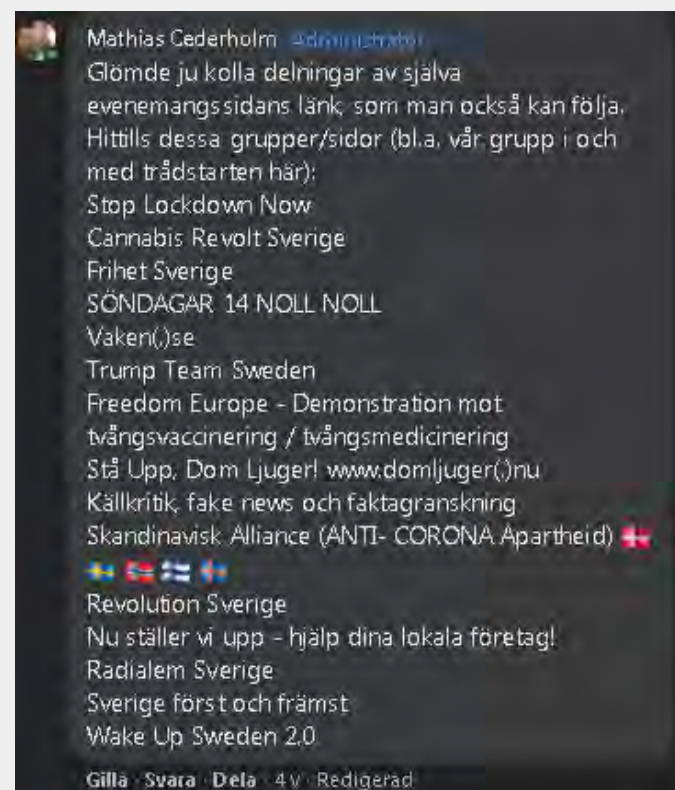 Mathias Cederholm Administratör
Glömde ju kolla delningar av själva
evenemangssidans länk, som man också kan följa.
Hittills dessa grupper/sidor (bl.a. vår grupp i och
med trådstarten här):
Stop Lockdown Now
Cannabis Revolt Sverige
Frihet Sverige
SÖNDAGAR 14 NOLL NOLL
Vaken(.)se
Trump Team Sweden
Freedom Europe - Demonstration mot
tvångsvaccinering / tvångsmedicinering
Stå Upp, Dom Ljuger! www.domljuger(.)nu
Källkritik, fake news och faktagranskning
Skandinavisk Alliance (ANTI- CORONA Apartheid) 🇩🇰
🇸🇪 🇳🇴 🇫🇮 🇮🇸
Revolution Sverige
Nu ställer vi upp - hjälp dina lokala företag!
Radialem Sverige
Sverige först och främst
Wake Up Sweden 2.0
Gilla · Svara · Dela · 4 v · Redigerad